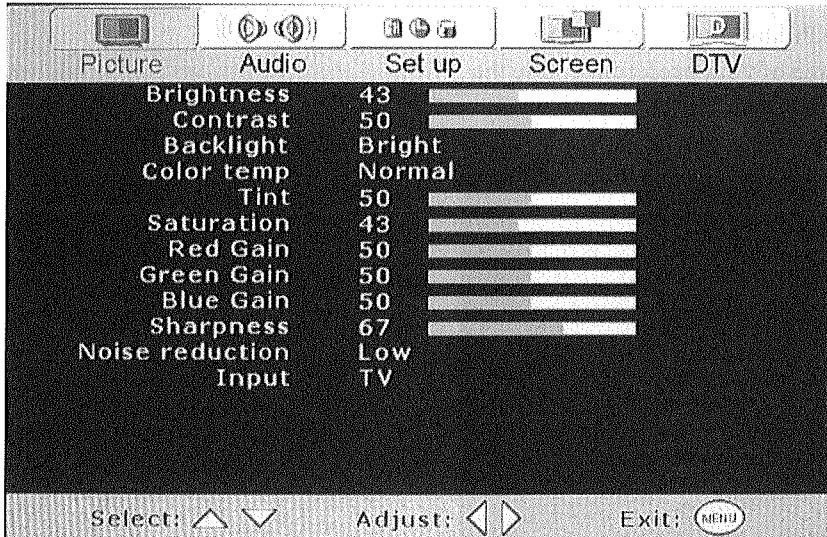 Picture Audio Set up Screen DTV
Brightness 43
Contrast 50
Backlight Bright
Color temp Normal
Tint 50
Saturation 43
Red Gain 50
Green Gain 50
Blue Gain 50
Sharpness 67
Noise reduction Low
Input TV
Select: Adjust: Exit: MENU